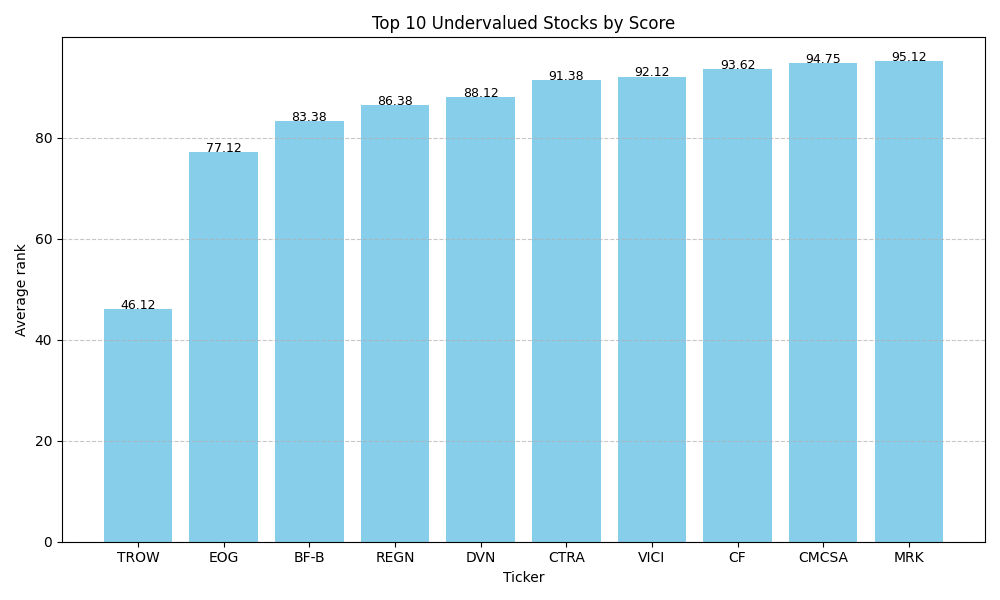 Top 10 Undervalued Stocks by Score
Average rank
80
60
40
20
0
46.12
77.12
83.38
86.38
88.12
91.38
92.12
93.62
94.75
95.12
TROW
EOG
BF-B
REGN
DVN
CTRA
VICI
CF
CMCSA
MRK
Ticker